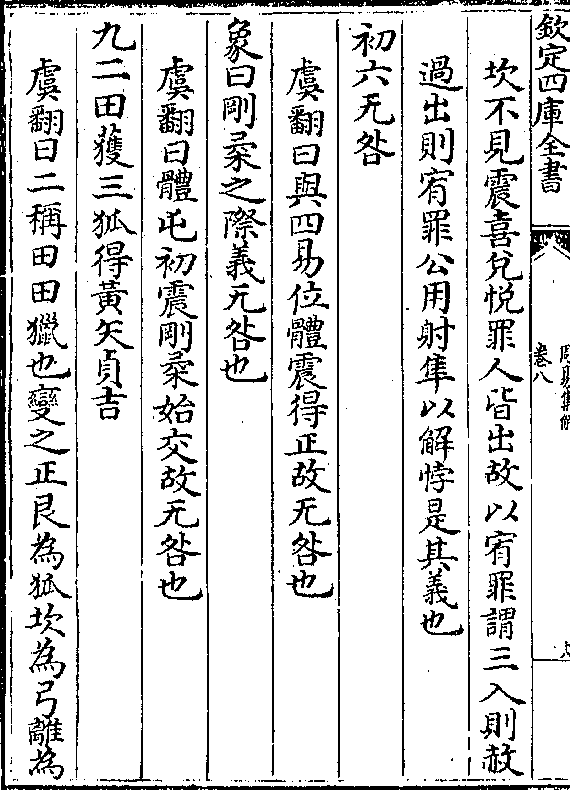 欽定四庫全書
卷八
坎不見震喜兌恱罪人皆出故以宥罪謂三入則赦
過出則宥罪公用射隼以解悖是其義也
初六无咎
虞翻曰與四易位體震得正故无咎也
象曰剛柔之際義无咎也
虞翻曰體屯初震剛柔始交故无咎也
九二田獲三狐得黃矢貞吉
虞翻曰二稱田田獵也變之正艮為狐坎為弓離為